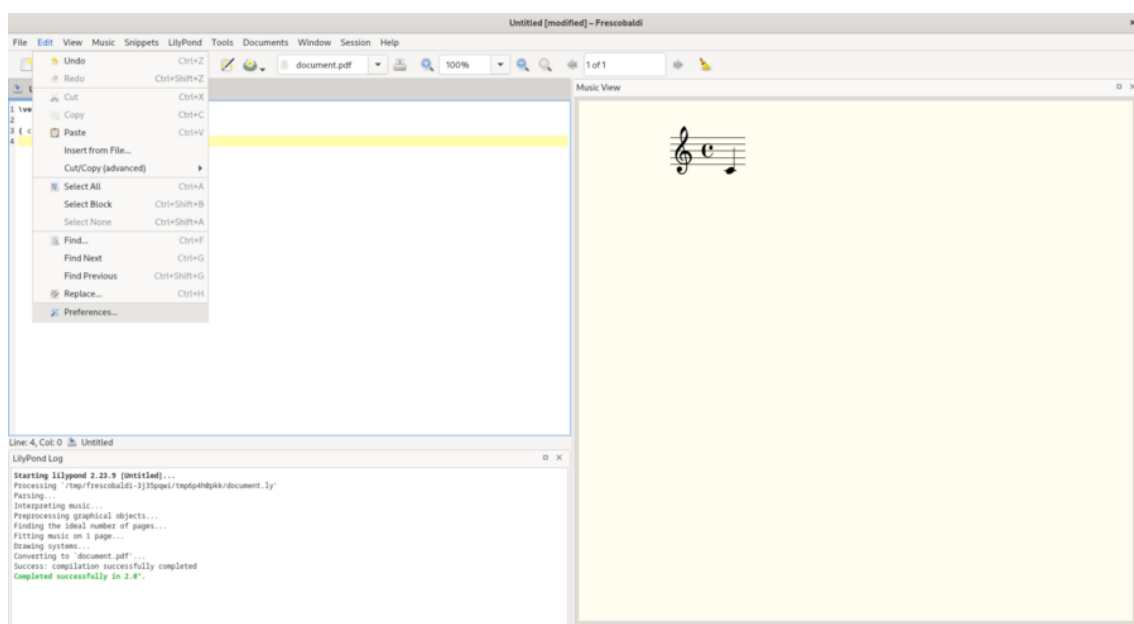 Untitled [modified] – Frescobaldi
File Edit View Music Snippets LilyPond Tools Documents Window Session Help
document.pdf 100% 1 of 1
Undo Ctrl+Z
Redo Ctrl+Shift+Z
Cut Ctrl+X
Copy Ctrl+C
Paste Ctrl+V
Insert from File...
Cut/Copy (advanced)
Select All Ctrl+A
Select Block Ctrl+Shift+B
Select None Ctrl+Shift+A
Find... Ctrl+F
Find Next Ctrl+G
Find Previous Ctrl+Shift+G
Replace... Ctrl+H
Preferences...
1 \ve
2
3 { c
4
Line: 4, Col: 0 Untitled
LilyPond Log
Starting lilypond 2.23.9 [Untitled]...
Processing `/tmp/frescobaldi-3j35pqwi/tmp6p4h0pkk/document.ly'
Parsing...
Interpreting music...
Preprocessing graphical objects...
Finding the ideal number of pages...
Fitting music on 1 page...
Drawing systems...
Converting to `document.pdf'...
Success: compilation successfully completed
Completed successfully in 2.0".
Music View